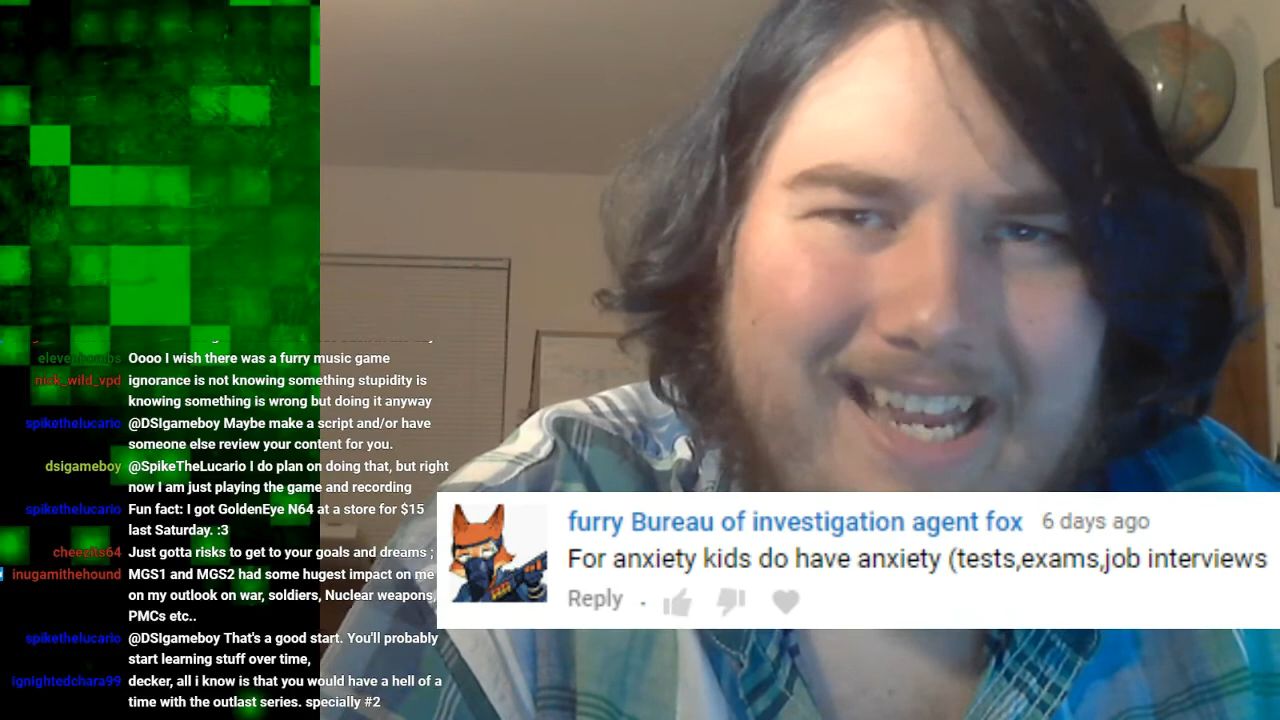 elevenbombs Oooo I wish there was a furry music game
nick_wild_vpd ignorance is not knowing something stupidity is
knowing something is wrong but doing it anyway
spikethelucario @DSIgameboy Maybe make a script and/or have
someone else review your content for you.
dsigameboy @SpikeTheLucario I do plan on doing that, but right
now I am just playing the game and recording
spikethelucario Fun fact: I got GoldenEye N64 at a store for $15
last Saturday. :3
cheezits64 Just gotta risks to get to your goals and dreams ;
inugamithehound MGS1 and MGS2 had some hugest impact on me
on my outlook on war, soldiers, Nuclear weapons,
PMCs etc..
spikethelucario @DSIgameboy That's a good start. You'll probably
start learning stuff over time,
ignightedchara99 decker, all i know is that you would have a hell of a
time with the outlast series. specially #2
furry Bureau of investigation agent fox 6 days ago
For anxiety kids do have anxiety (tests,exams,job interviews
Reply .